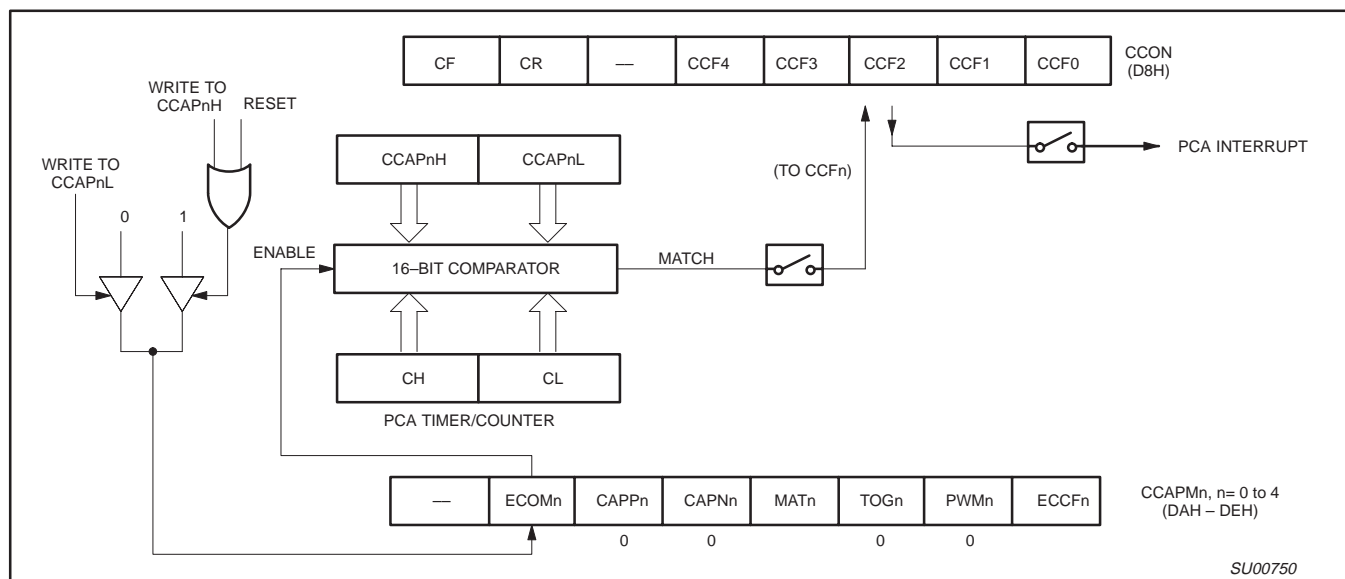 CF CR — CCF4 CCF3 CCF2 CCF1 CCF0
CCON
(D8H)
WRITE TO
CCAPnH
RESET
WRITE TO
CCAPnL
0 1
CCAPnH CCAPnL
(TO CCFn)
PCA INTERRUPT
ENABLE
16–BIT COMPARATOR
MATCH
CH CL
PCA TIMER/COUNTER
— ECOMn CAPPn CAPNn MATn TOGn PWMn ECCFn
CCAPMn, n= 0 to 4
(DAH – DEH)
0 0 0 0
SU00750